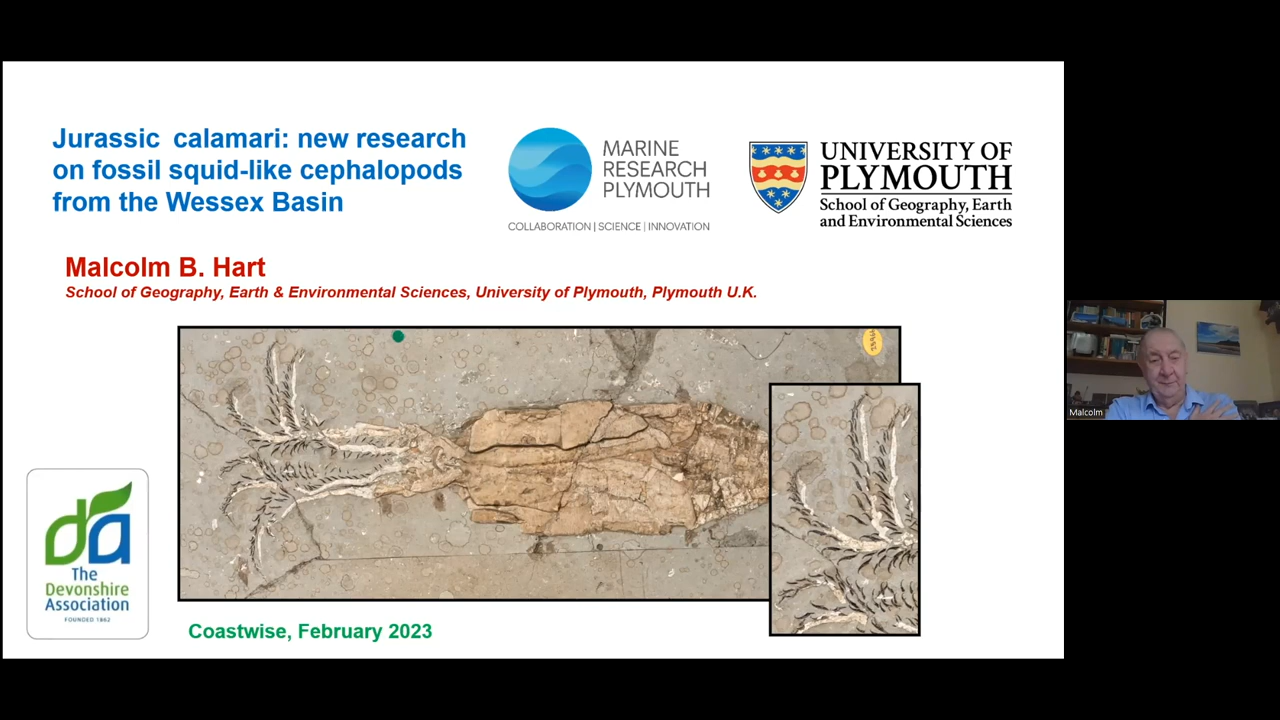 Jurassic calamari: new research
on fossil squid-like cephalopods
from the Wessex Basin
MARINE
RESEARCH
PLYMOUTH
COLLABORATION | SCIENCE | INNOVATION
UNIVERSITY OF
PLYMOUTH
School of Geography, Earth
and Environmental Sciences
Malcolm B. Hart
School of Geography, Earth & Environmental Sciences, University of Plymouth, Plymouth U.K.
Malcolm
da
The
Devonshire
Association
FOUNDED 1862
Coastwise, February 2023